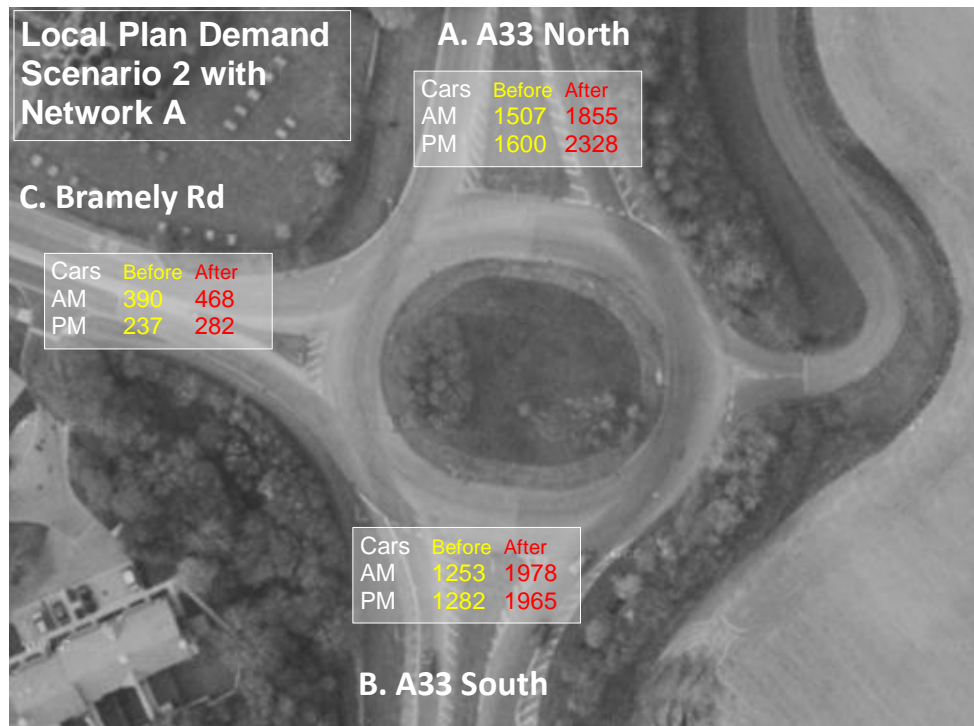 Local Plan Demand
Scenario 2 with
Network A
A. A33 North
Cars Before After
AM 1507 1855
PM 1600 2328
C. Bramely Rd
Cars Before After
AM 390 468
PM 237 282
Cars Before After
AM 1253 1978
PM 1282 1965
B. A33 South